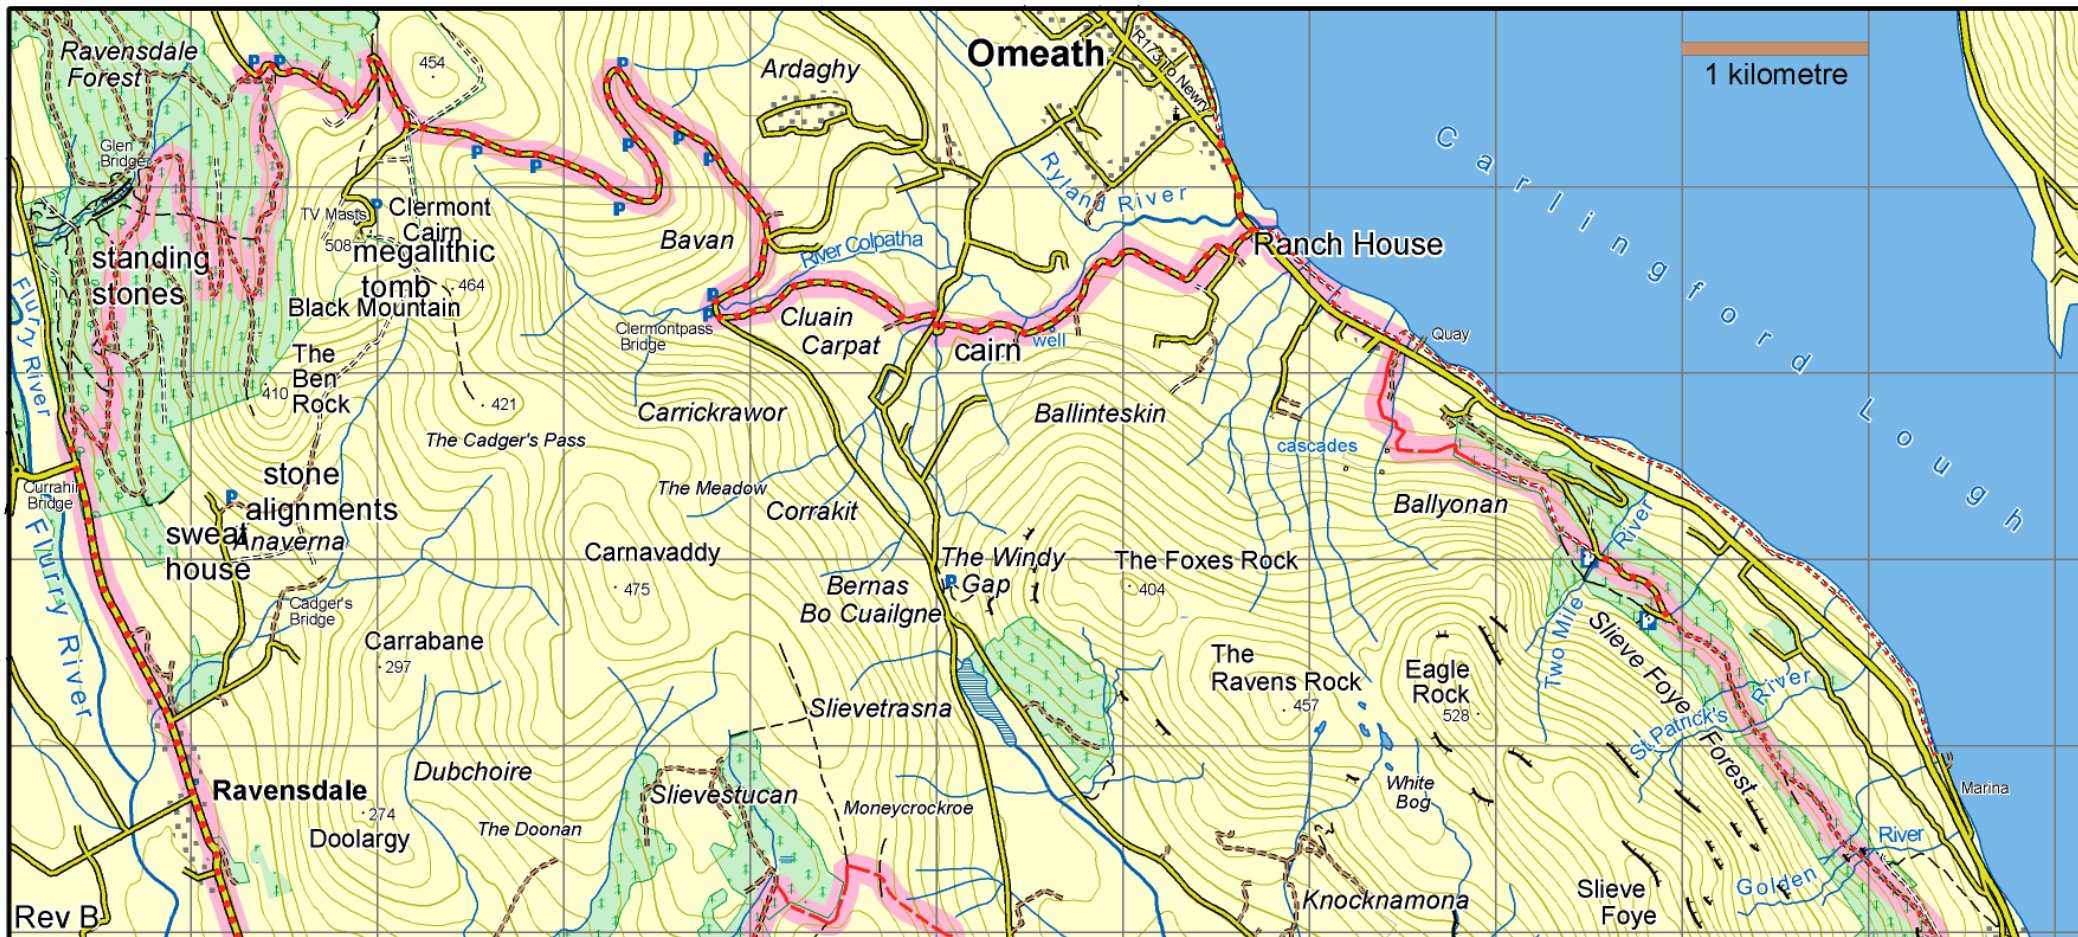 Ravensdale
Forest
454
Ardaghy
Omeath
R173 To Newry
1 kilometre
Carlingford Lough
Glen
Bridge
P
P
P
P
P
P
P
P
P
TV Masts
P
508
Clermont
Cairn
megalithic
tomb
464
Black Mountain
standing
stones
Bavan
River Colpatha
Ryland River
Ranch House
Flurry River
P
P
Clermontpass
Bridge
Cluain
Carpat
cairn
well
Quay
The
Ben
Rock
410
421
The Cadger's Pass
Carrickrawor
Ballinteskin
cascades
Currahir
Bridge
stone
alignments
P
sweat
house
Anaverna
The Meadow
Corrakit
Ballyonan
Carnavaddy
475
The Windy
Gap
P
Bernas
Bo Cuailgne
The Foxes Rock
404
P
P
Two Mile River
Flurry River
Cadger's
Bridge
Carrabane
297
The
Ravens Rock
457
Eagle
Rock
528
Slieve Foye Forest
St Patrick's River
Slievetrasna
Ravensdale
274
Doolargy
Dubchoire
The Doonan
Slievestucan
Moneycrockroe
White
Bog
Marina
Knocknamona
Slieve
Foye
Golden River
Rev B